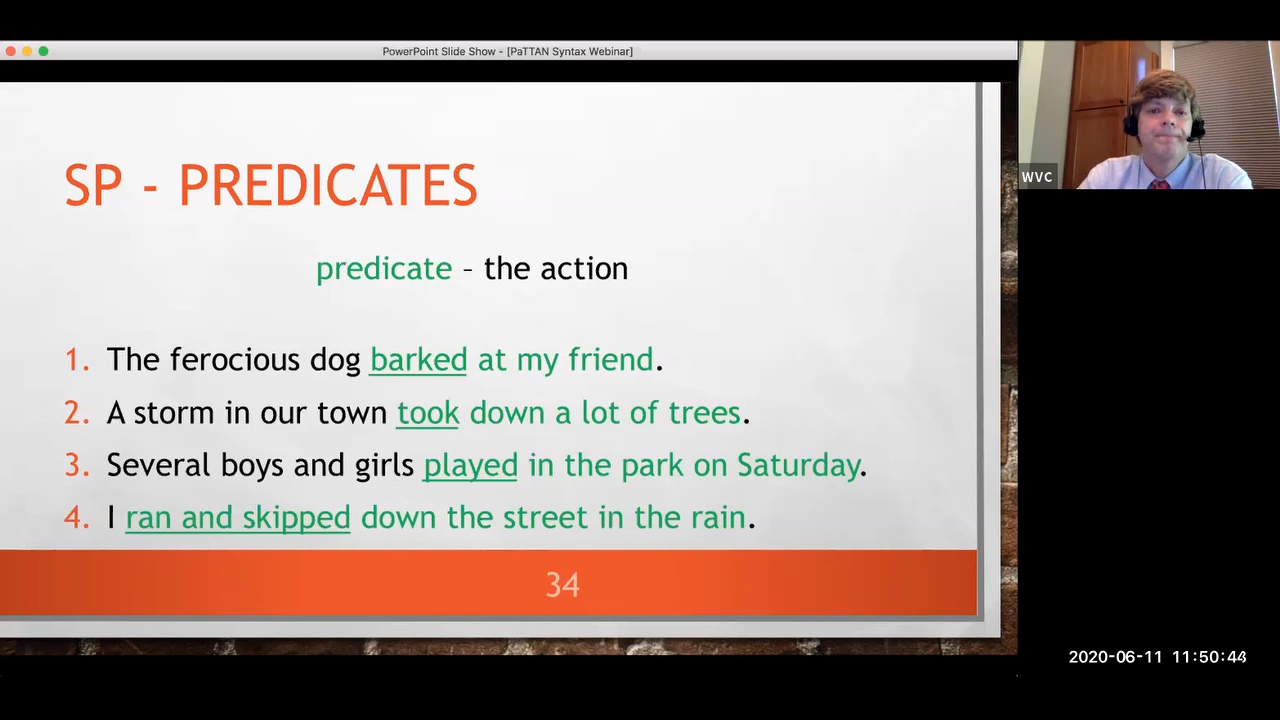 PowerPoint Slide Show - [PaTTAN Syntax Webinar]
SP - PREDICATES
predicate – the action
1. The ferocious dog barked at my friend.
2. A storm in our town took down a lot of trees.
3. Several boys and girls played in the park on Saturday.
4. I ran and skipped down the street in the rain.
34
WVC
2020-06-11 11:50:44